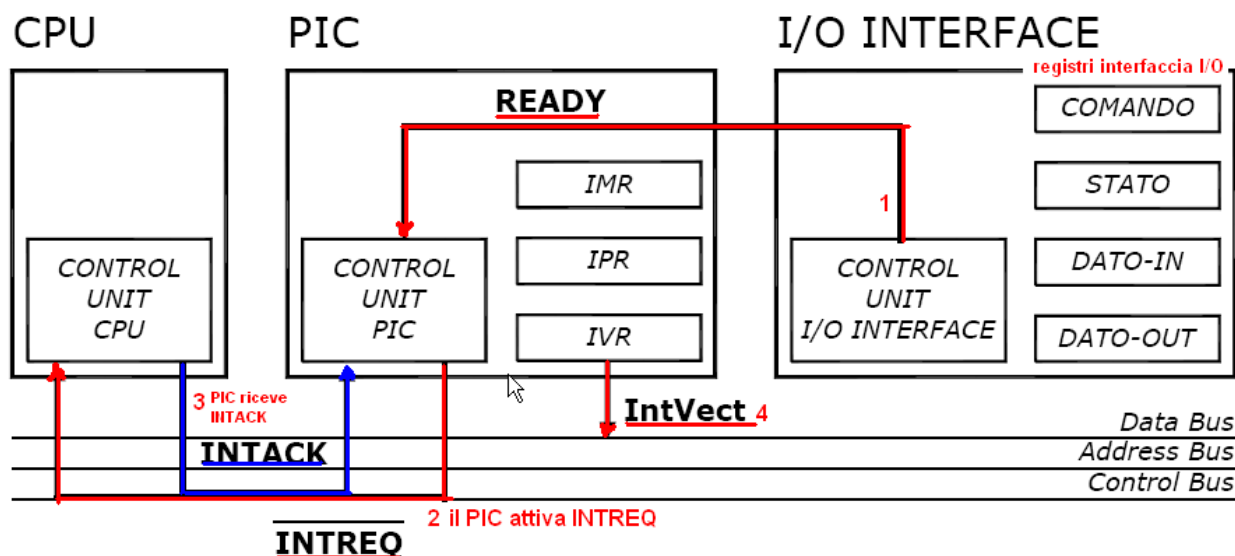 CPU
PIC
I/O INTERFACE
registri interfaccia I/O
READY
COMANDO
IMR
STATO
1
CONTROL
UNIT
CPU
CONTROL
UNIT
PIC
IPR
CONTROL
UNIT
I/O INTERFACE
DATO-IN
IVR
DATO-OUT
3 PIC riceve
INTACK
IntVect 4
Data Bus
INTACK
Address Bus
Control Bus
2 il PIC attiva INTREQ
INTREQ